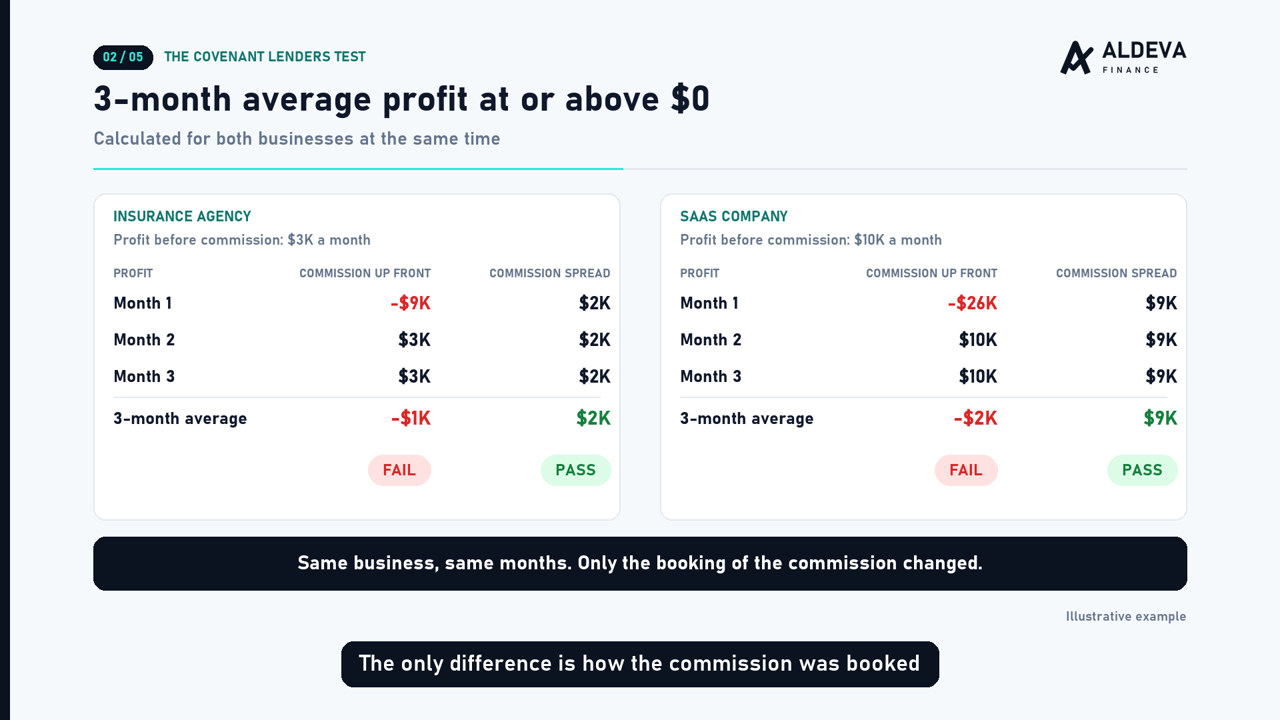 02 / 05 THE COVENANT LENDERS TEST
ALDEVA
FINANCE
3-month average profit at or above $0
Calculated for both businesses at the same time
INSURANCE AGENCY
Profit before commission: $3K a month
PROFIT COMMISSION UP FRONT COMMISSION SPREAD
Month 1 -$9K $2K
Month 2 $3K $2K
Month 3 $3K $2K
3-month average -$1K $2K
FAIL PASS
SAAS COMPANY
Profit before commission: $10K a month
PROFIT COMMISSION UP FRONT COMMISSION SPREAD
Month 1 -$26K $9K
Month 2 $10K $9K
Month 3 $10K $9K
3-month average -$2K $9K
FAIL PASS
Same business, same months. Only the booking of the commission changed.
Illustrative example
The only difference is how the commission was booked